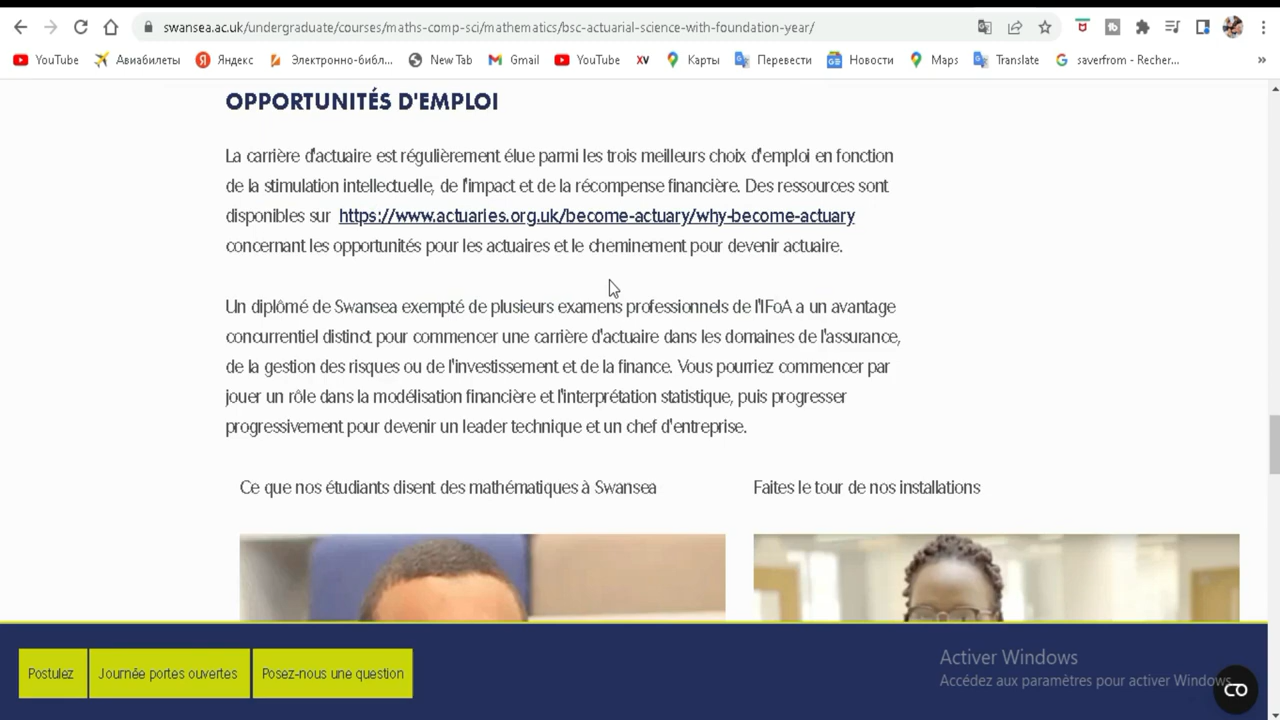 swansea.ac.uk/undergraduate/courses/maths-comp-sci/mathematics/bsc-actuarial-science-with-foundation-year/
YouTube Авиабилеты Яндекс Электронно-библ... New Tab Gmail YouTube XV Карты Перевести Новости Maps Translate saverfrom - Recher... »
OPPORTUNITÉS D'EMPLOI
La carrière d'actuaire est régulièrement élue parmi les trois meilleurs choix d'emploi en fonction
de la stimulation intellectuelle, de l'impact et de la récompense financière. Des ressources sont
disponibles sur https://www.actuaries.org.uk/become-actuary/why-become-actuary
concernant les opportunités pour les actuaires et le cheminement pour devenir actuaire.
Un diplômé de Swansea exempté de plusieurs examens professionnels de l'IFoA a un avantage
concurrentiel distinct pour commencer une carrière d'actuaire dans les domaines de l'assurance,
de la gestion des risques ou de l'investissement et de la finance. Vous pourriez commencer par
jouer un rôle dans la modélisation financière et l'interprétation statistique, puis progresser
progressivement pour devenir un leader technique et un chef d'entreprise.
Ce que nos étudiants disent des mathématiques à Swansea
Faites le tour de nos installations
Postulez Journée portes ouvertes Posez-nous une question
Activer Windows
Accédez aux paramètres pour activer Windows.